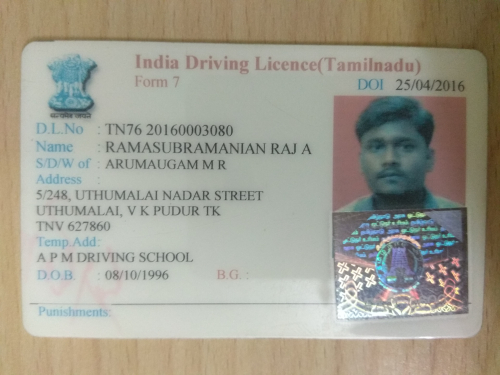 India Driving Licence(Tamilnadu)
Form 7
DOI 25/04/2016
D.L.No : TN76 20160003080
Name : RAMASUBRAMANIAN RAJ A
S/D/W of : ARUMAUGAM M R
Address :
5/248, UTHUMALAI NADAR STREET
UTHUMALAI, V K PUDUR TK
TNV 627860
Temp.Add:
A P M DRIVING SCHOOL
D.O.B. : 08/10/1996 B.G. :
Punishments: